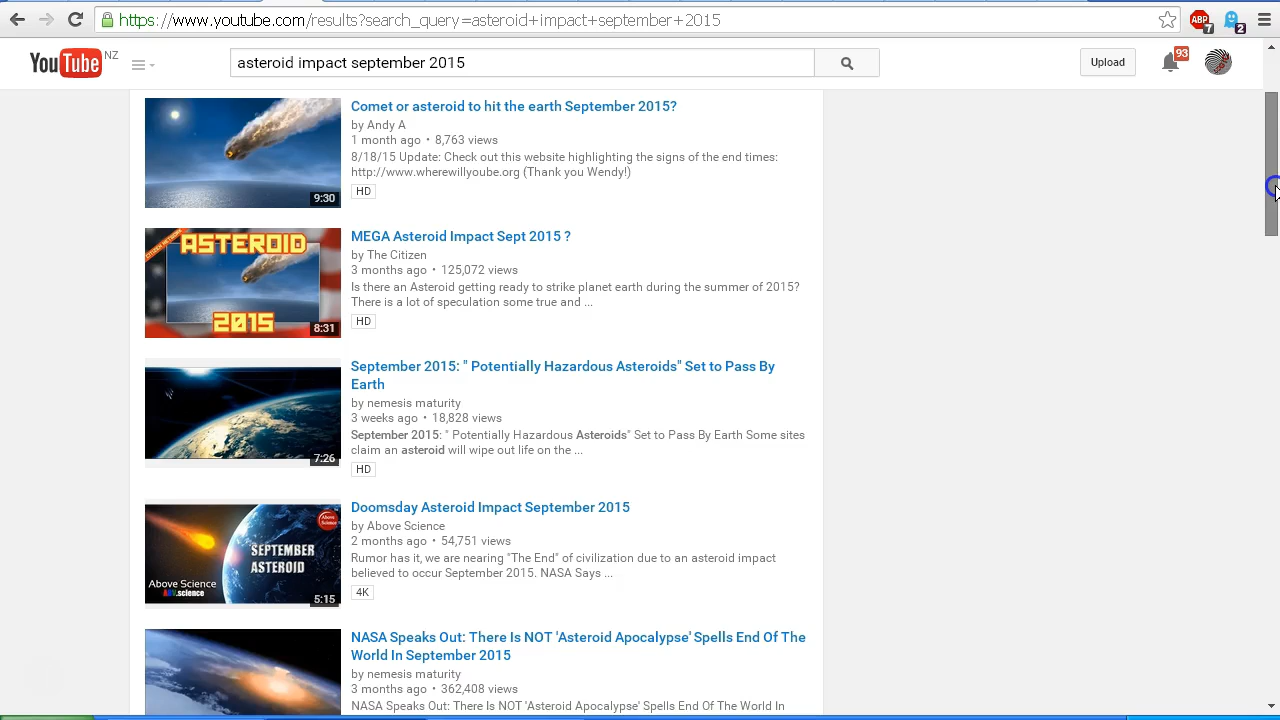 https://www.youtube.com/results?search_query=asteroid+impact+september+2015
ABP
7
2
YouTube NZ
asteroid impact september 2015
Upload
93
Comet or asteroid to hit the earth September 2015?
by Andy A
1 month ago • 8,763 views
8/18/15 Update: Check out this website highlighting the signs of the end times:
http://www.wherewillyoube.org (Thank you Wendy!)
HD
9:30
CITIZEN NETWORK
ASTEROID
2015
8:31
MEGA Asteroid Impact Sept 2015 ?
by The Citizen
3 months ago • 125,072 views
Is there an Asteroid getting ready to strike planet earth during the summer of 2015?
There is a lot of speculation some true and ...
HD
7:26
September 2015: " Potentially Hazardous Asteroids" Set to Pass By
Earth
by nemesis maturity
3 weeks ago • 18,828 views
September 2015: " Potentially Hazardous Asteroids" Set to Pass By Earth Some sites
claim an asteroid will wipe out life on the ...
HD
Above
Science
SEPTEMBER
ASTEROID
Above Science
.science
5:15
Doomsday Asteroid Impact September 2015
by Above Science
2 months ago • 54,751 views
Rumor has it, we are nearing "The End" of civilization due to an asteroid impact
believed to occur September 2015. NASA Says ...
4K
NASA Speaks Out: There Is NOT 'Asteroid Apocalypse' Spells End Of The
World In September 2015
by nemesis maturity
3 months ago • 362,408 views
NASA Speaks Out: There Is NOT 'Asteroid Apocalypse' Spells End Of The World In